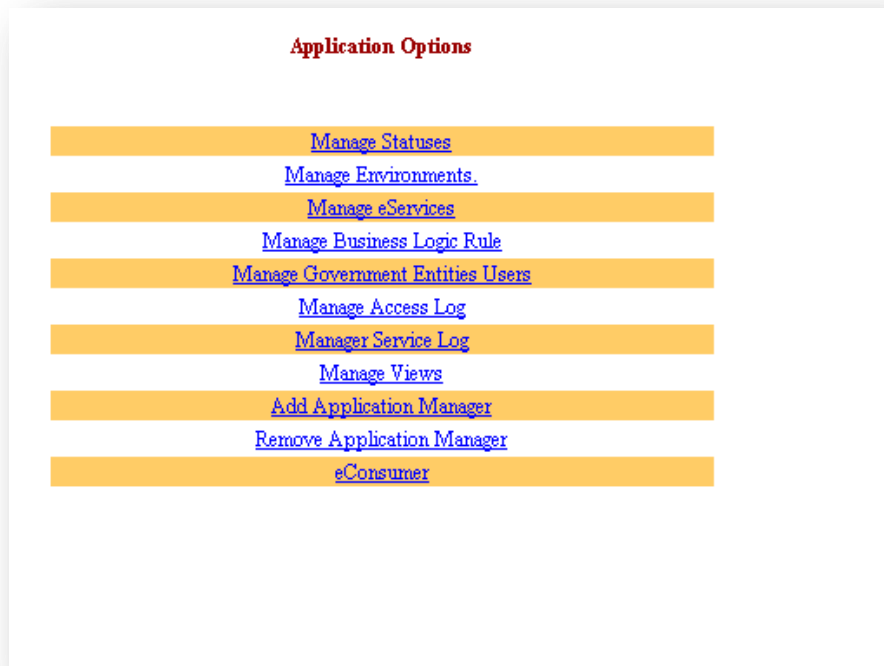 Application Options
Manage Statuses
Manage Environments.
Manage eServices
Manage Business Logic Rule
Manage Government Entities Users
Manage Access Log
Manager Service Log
Manage Views
Add Application Manager
Remove Application Manager
eConsumer